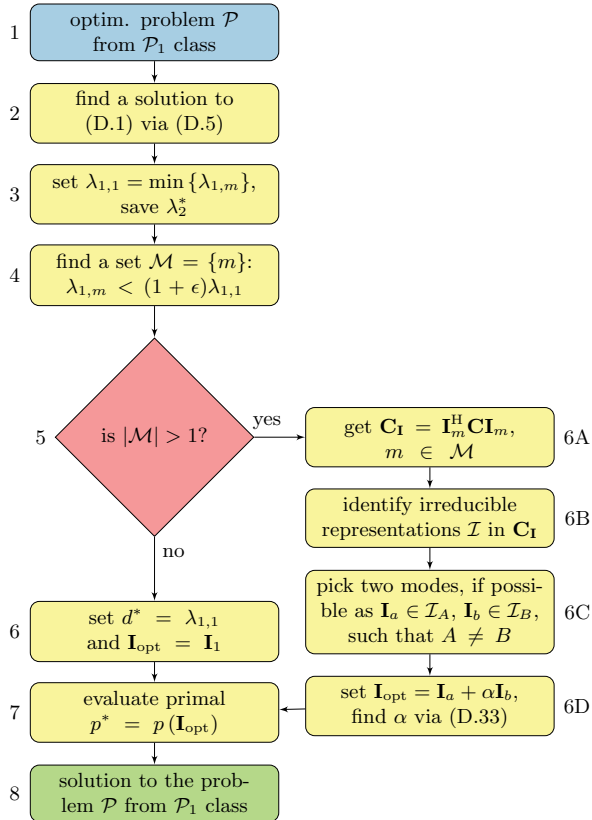 1
optim. problem 𝒫
from 𝒫₁ class
2
find a solution to
(D.1) via (D.5)
3
set λ₁,₁ = min {λ₁,ₘ},
save λ₂*
4
find a set ℳ = {m}:
λ₁,ₘ < (1 + ϵ)λ₁,₁
5
is |ℳ| > 1?
yes
no
6A
get C_I = I_m^H CI_m,
m ∈ ℳ
6B
identify irreducible
representations ℐ in C_I
6C
pick two modes, if possi-
ble as I_a ∈ ℐ_A, I_b ∈ ℐ_B,
such that A ≠ B
6D
set I_opt = I_a + αI_b,
find α via (D.33)
6
set d* = λ₁,₁
and I_opt = I₁
7
evaluate primal
p* = p (I_opt)
8
solution to the prob-
lem 𝒫 from 𝒫₁ class